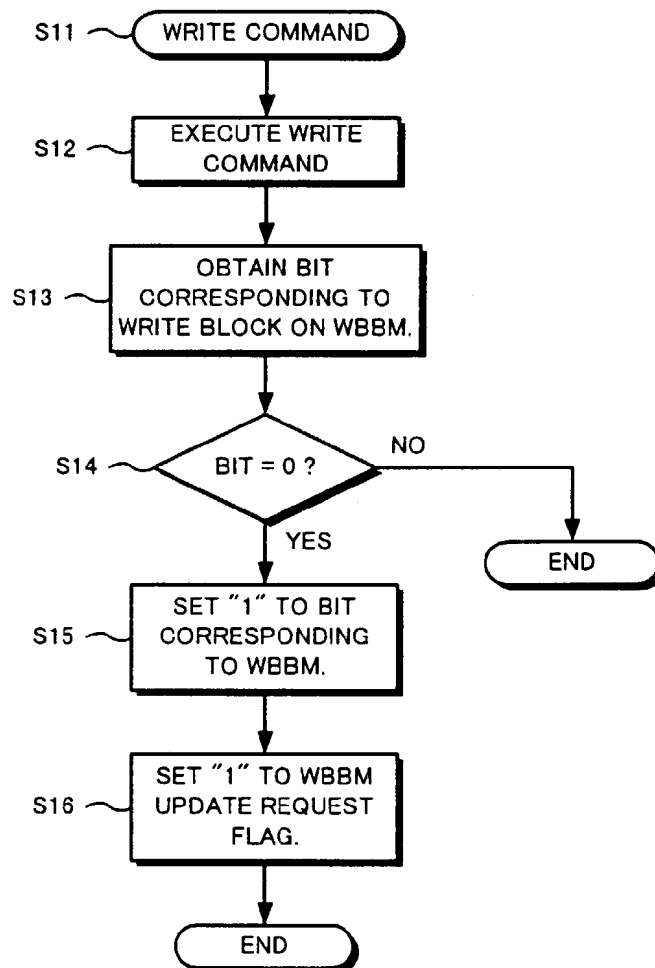 S11
WRITE COMMAND
S12
EXECUTE WRITE
COMMAND
S13
OBTAIN BIT
CORRESPONDING TO
WRITE BLOCK ON WBBM.
S14
BIT = 0 ?
NO
YES
END
S15
SET "1" TO BIT
CORRESPONDING
TO WBBM.
S16
SET "1" TO WBBM
UPDATE REQUEST
FLAG.
END